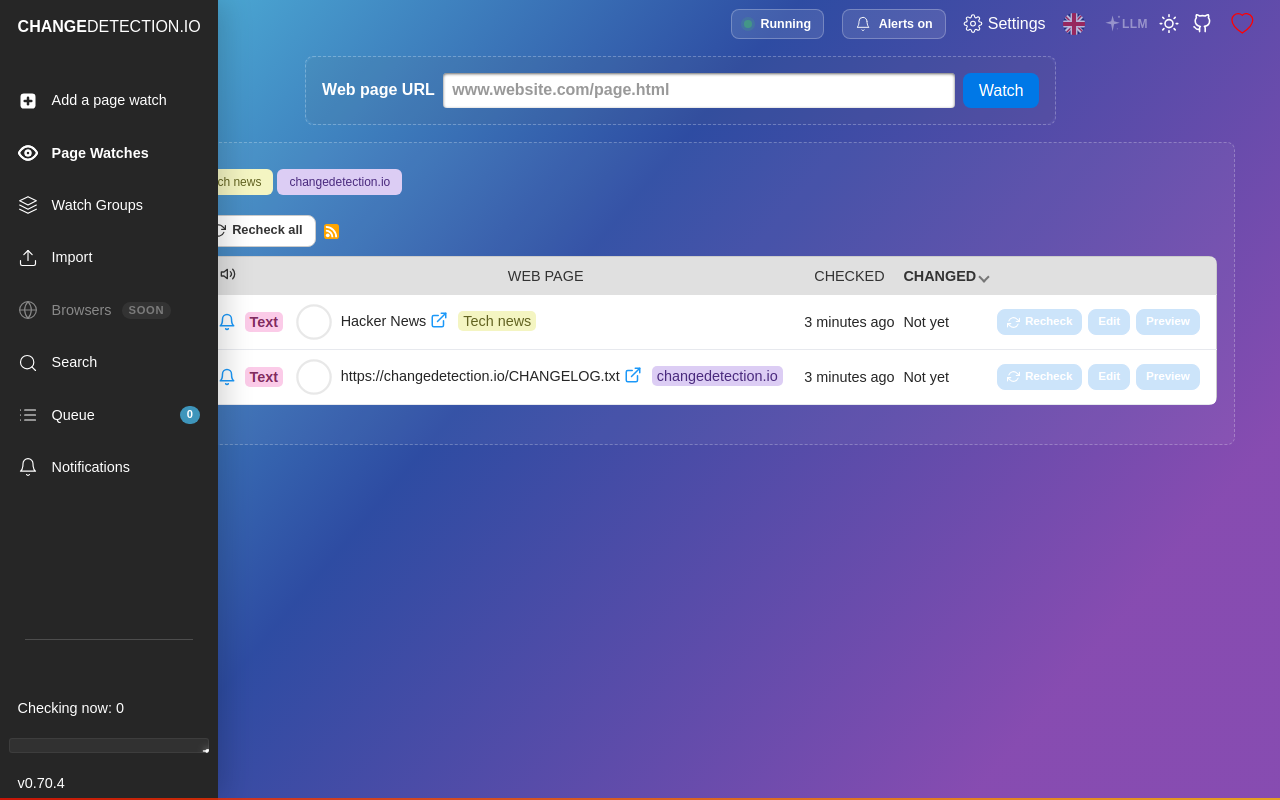 CHANGEDETECTION.IO
Running
Alerts on
Settings
LLM
Add a page watch
Page Watches
Watch Groups
Import
Browsers SOON
Search
Queue 0
Notifications
Checking now: 0
v0.70.4
Web page URL www.website.com/page.html Watch
ch news changedetection.io
Recheck all
WEB PAGE CHECKED CHANGED
Text Hacker News Tech news 3 minutes ago Not yet Recheck Edit Preview
Text https://changedetection.io/CHANGELOG.txt changedetection.io 3 minutes ago Not yet Recheck Edit Preview